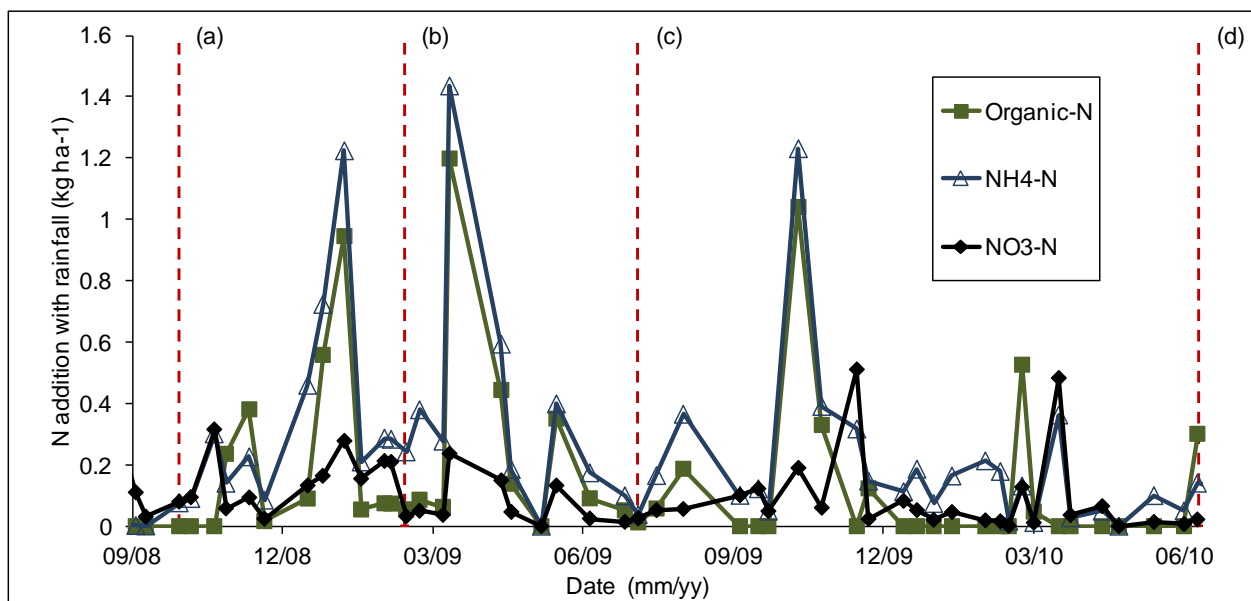 (a) (b) (c) (d)
1.6
1.4
1.2
1
0.8
0.6
0.4
0.2
0
N addition with rainfall (kg ha-1)
Organic-N
NH4-N
NO3-N
09/08 12/08 03/09 06/09 09/09 12/09 03/10 06/10
Date (mm/yy)